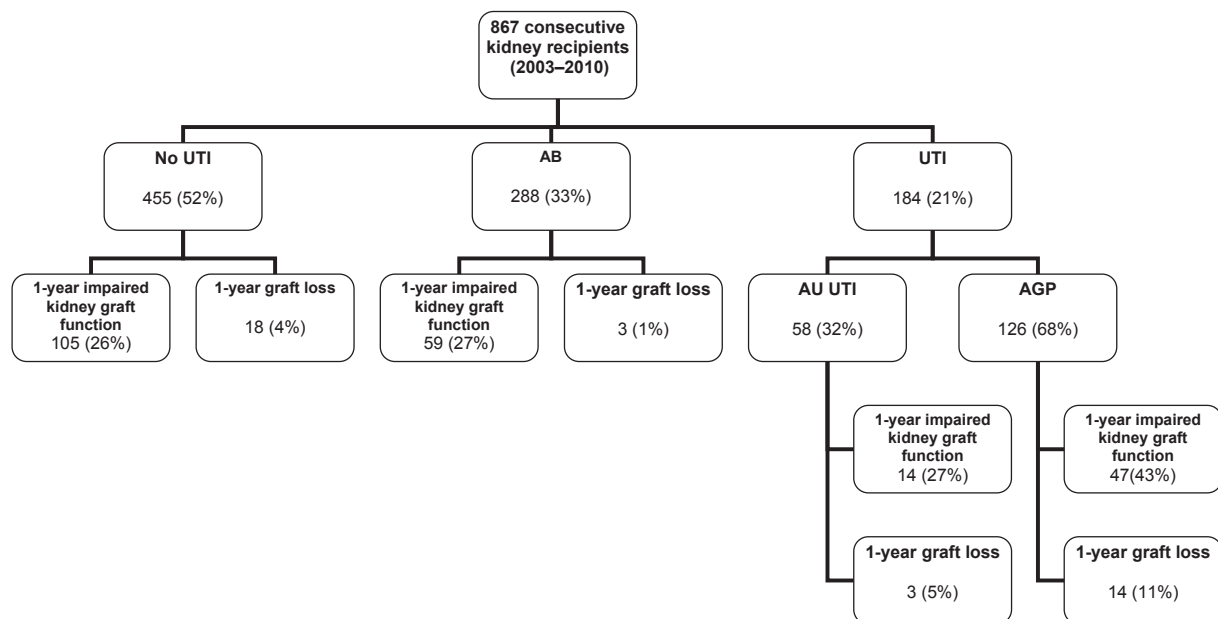 867 consecutive
kidney recipients
(2003–2010)
No UTI
455 (52%)
AB
288 (33%)
UTI
184 (21%)
1-year impaired
kidney graft
function
105 (26%)
1-year graft loss
18 (4%)
1-year impaired
kidney graft
function
59 (27%)
1-year graft loss
3 (1%)
AU UTI
58 (32%)
AGP
126 (68%)
1-year impaired
kidney graft
function
14 (27%)
1-year impaired
kidney graft
function
47(43%)
1-year graft loss
3 (5%)
1-year graft loss
14 (11%)